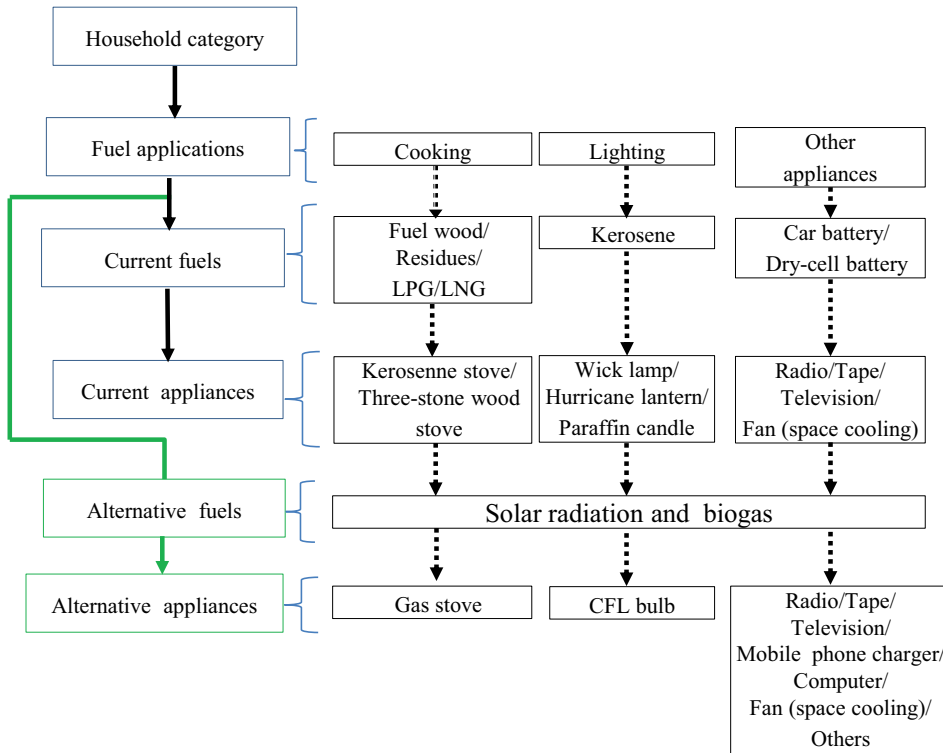 Household category
Fuel applications
Cooking
Lighting
Other
appliances
Current fuels
Fuel wood/
Residues/
LPG/LNG
Kerosene
Car battery/
Dry-cell battery
Current appliances
Kerosenne stove/
Three-stone wood
stove
Wick lamp/
Hurricane lantern/
Paraffin candle
Radio/Tape/
Television/
Fan (space cooling)
Alternative fuels
Solar radiation and biogas
Alternative appliances
Gas stove
CFL bulb
Radio/Tape/
Television/
Mobile phone charger/
Computer/
Fan (space cooling)/
Others